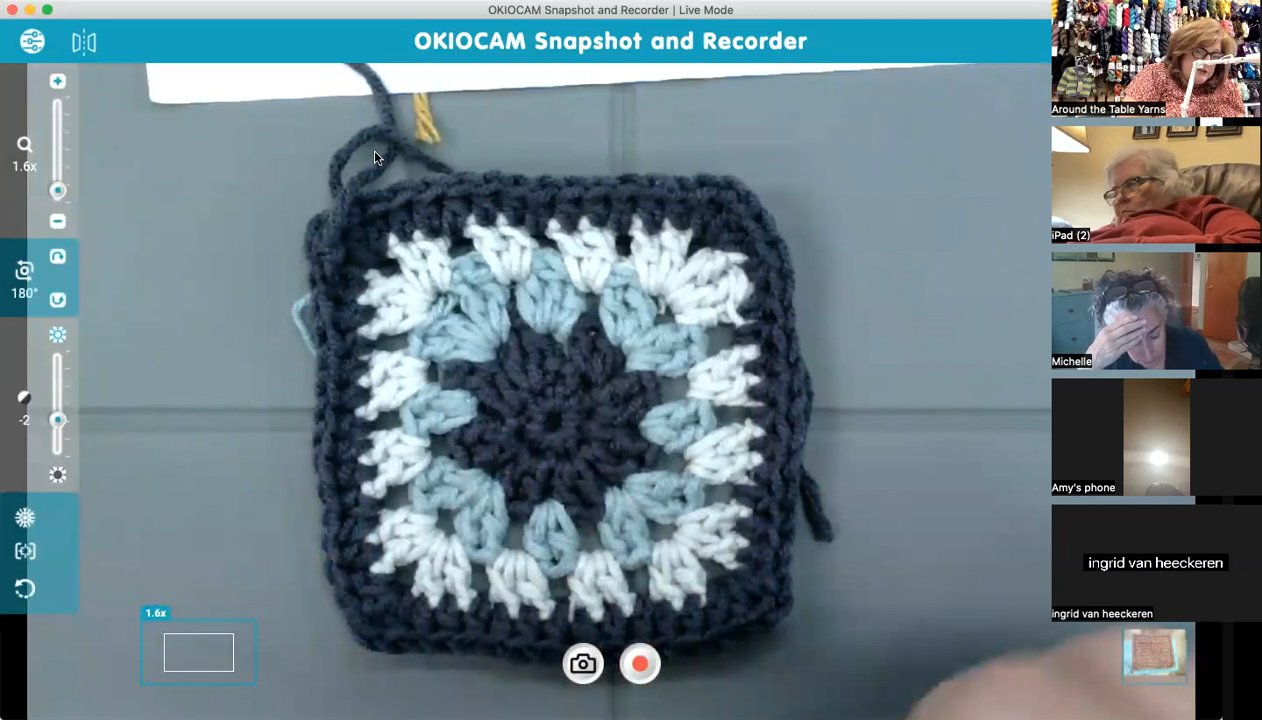 OKIOCAM Snapshot and Recorder | Live Mode
OKIOCAM Snapshot and Recorder
1.6x
180°
-2
1.6x
Around the Table Yarns
iPad (2)
Michelle
Amy's phone
ingrid van heeckeren
ingrid van heeckeren